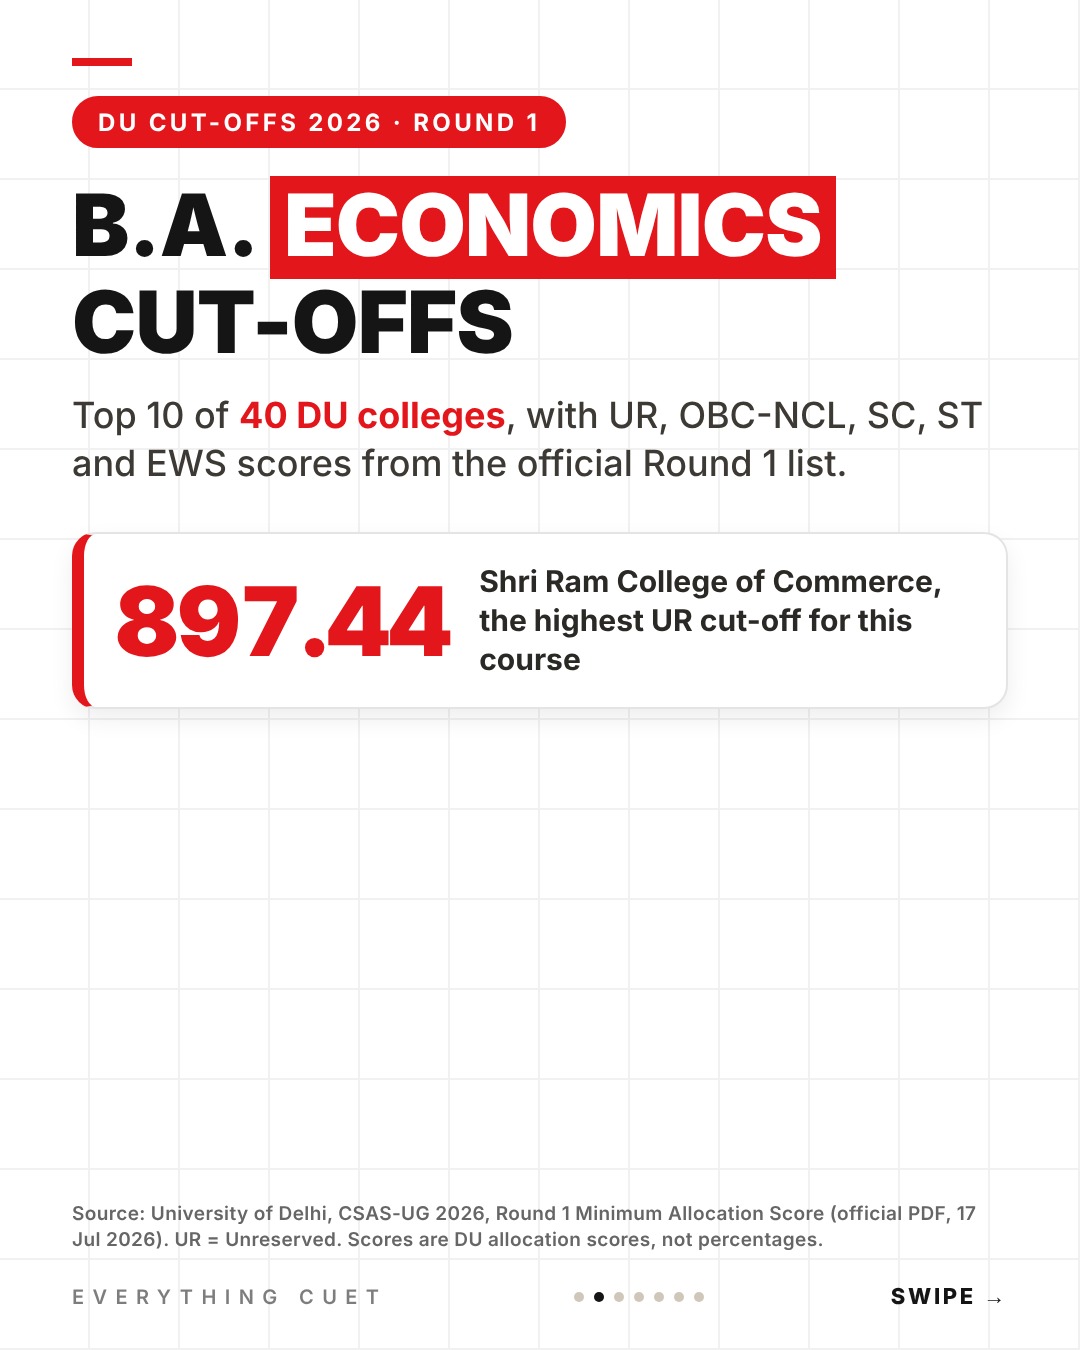 DU CUT-OFFS 2026 · ROUND 1
B.A. ECONOMICS
CUT-OFFS
Top 10 of 40 DU colleges, with UR, OBC-NCL, SC, ST
and EWS scores from the official Round 1 list.
897.44
Shri Ram College of Commerce,
the highest UR cut-off for this
course
Source: University of Delhi, CSAS-UG 2026, Round 1 Minimum Allocation Score (official PDF, 17
Jul 2026). UR = Unreserved. Scores are DU allocation scores, not percentages.
EVERYTHING CUET
SWIPE →